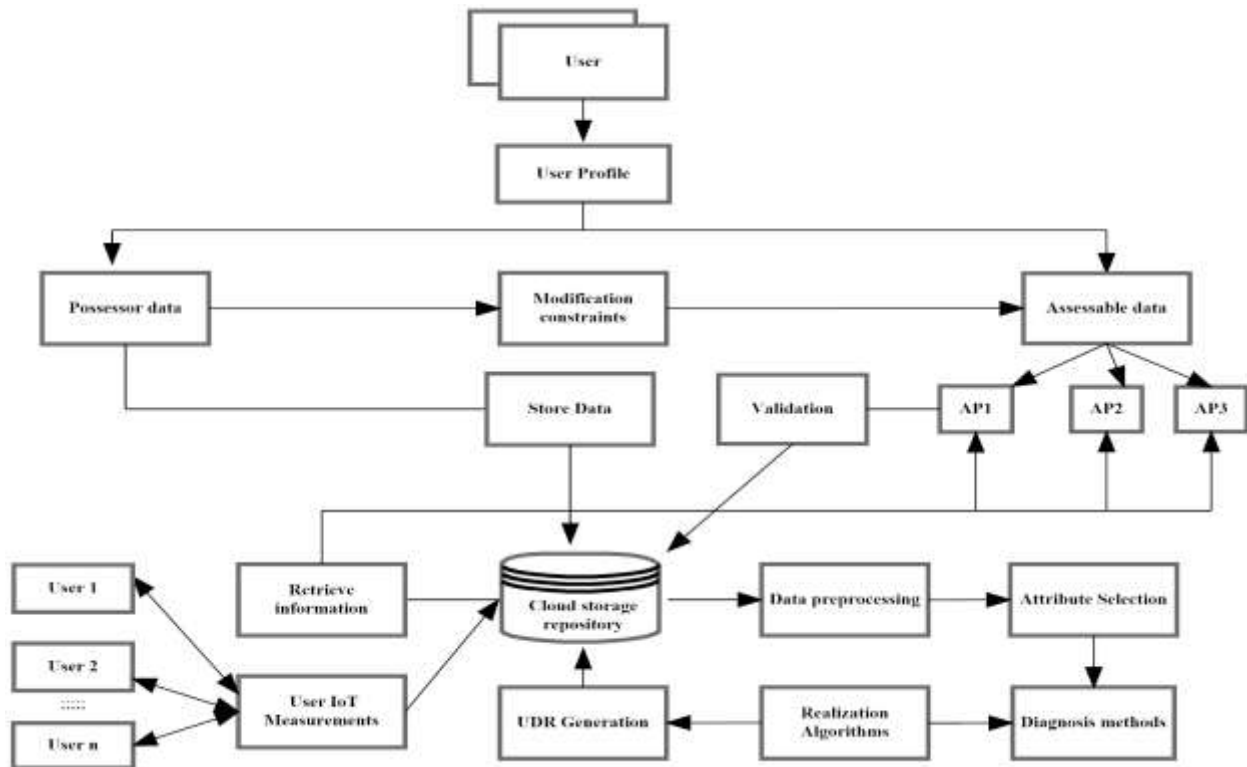 User
User Profile
Possessor data
Modification
constraints
Assessable data
Store Data
Validation
AP1
AP2
AP3
User 1
Retrieve
information
Cloud storage
repository
Data preprocessing
Attribute Selection
User 2
:::::
User n
User IoT
Measurements
UDR Generation
Realization
Algorithms
Diagnosis methods